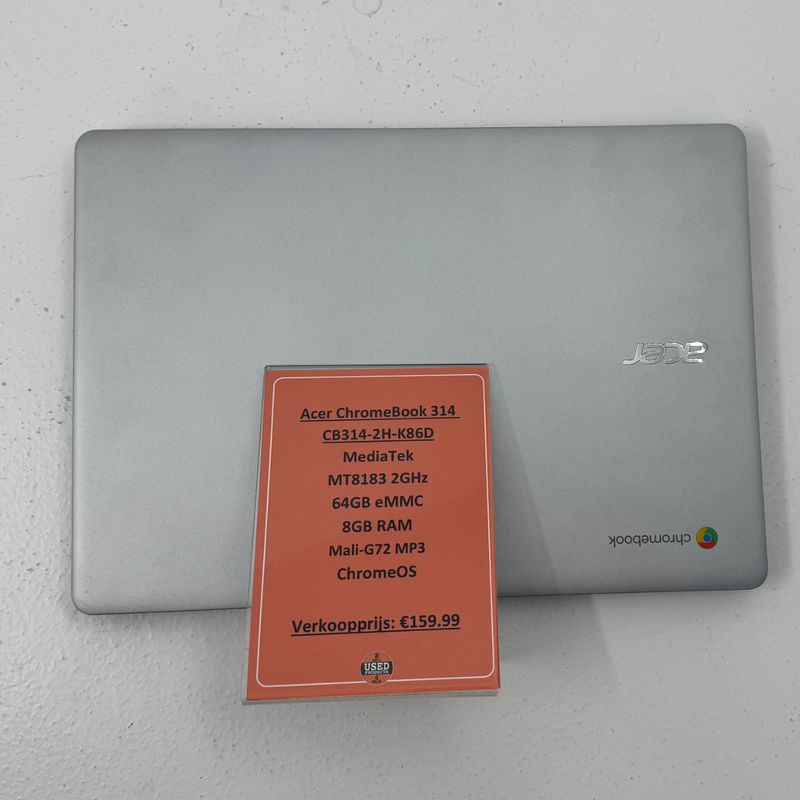 acer
Acer ChromeBook 314
CB314-2H-K86D
MediaTek
MT8183 2GHz
64GB eMMC
8GB RAM
Mali-G72 MP3
ChromeOS
chromebook
Verkoopprijs: €159.99
USED
PRODUCTS